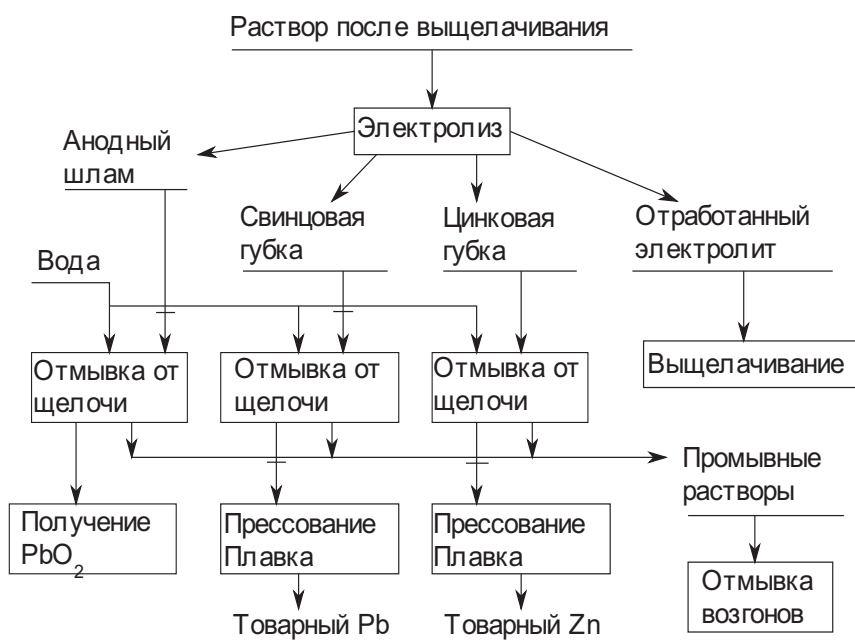 Раствор после выщелачивания
Электролиз
Анодный
шлам
Свинцовая
губка
Цинковая
губка
Отработанный
электролит
Вода
Отмывка от
щелочи
Отмывка от
щелочи
Отмывка от
щелочи
Выщелачивание
Промывные
растворы
Получение
PbO2
Прессование
Плавка
Прессование
Плавка
Отмывка
возгонов
Товарный Pb
Товарный Zn